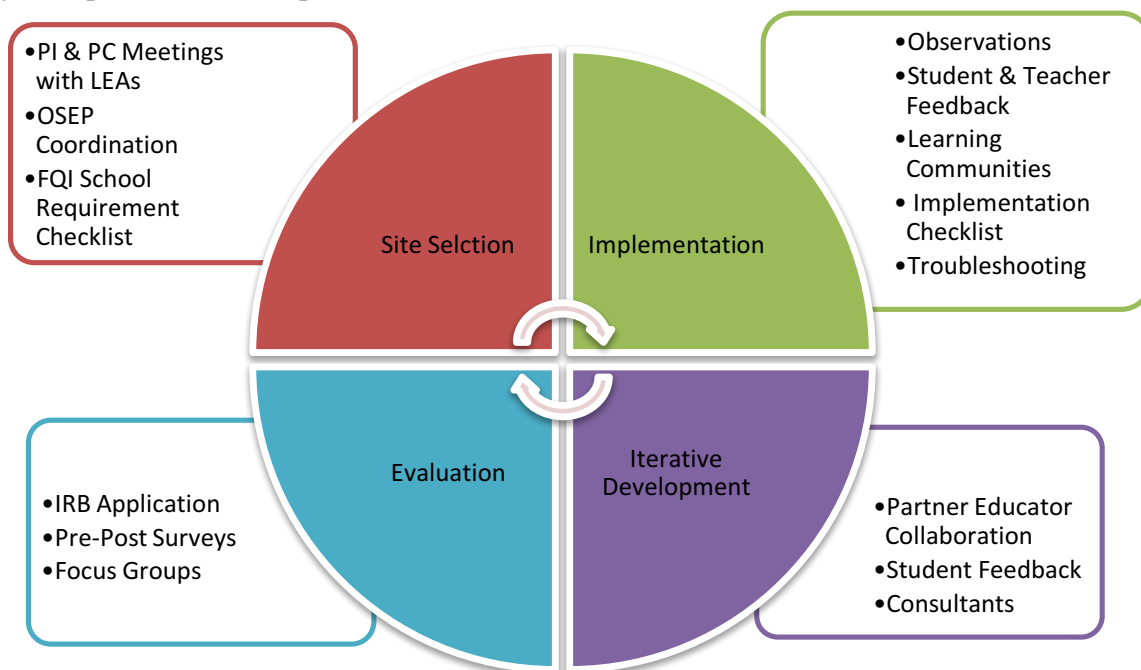 •PI & PC Meetings
with LEAs
•OSEP
Coordination
•FQI School
Requirement
Checklist
Site Selction
Implementation
•Observations
•Student & Teacher
Feedback
•Learning
Communities
• Implementation
Checklist
•Troubleshooting
Evaluation
Iterative
Development
•IRB Application
•Pre-Post Surveys
•Focus Groups
•Partner Educator
Collaboration
•Student Feedback
•Consultants